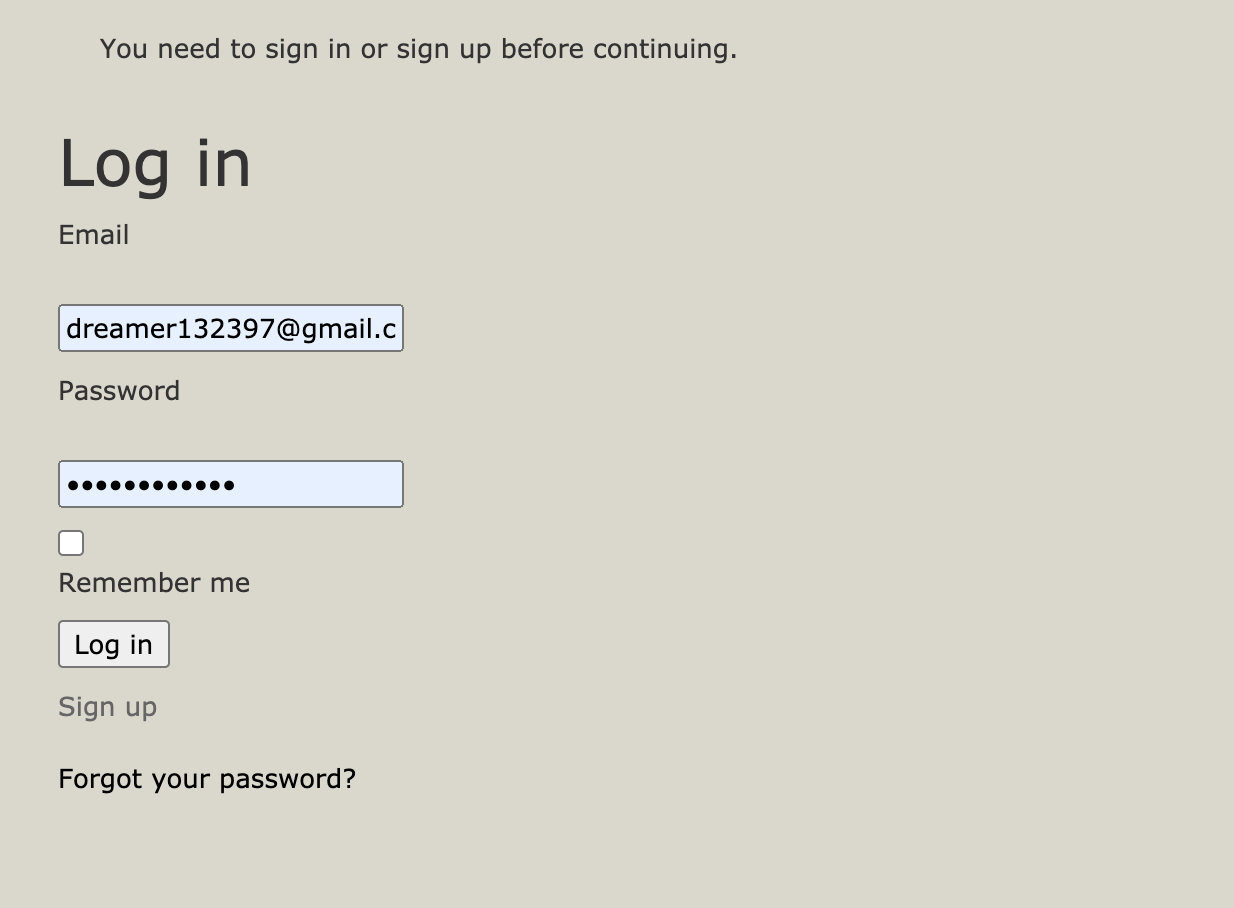 You need to sign in or sign up before continuing.
Log in
Email
dreamer132397@gmail.c
Password
••••••••••••
Remember me
Log in
Sign up
Forgot your password?